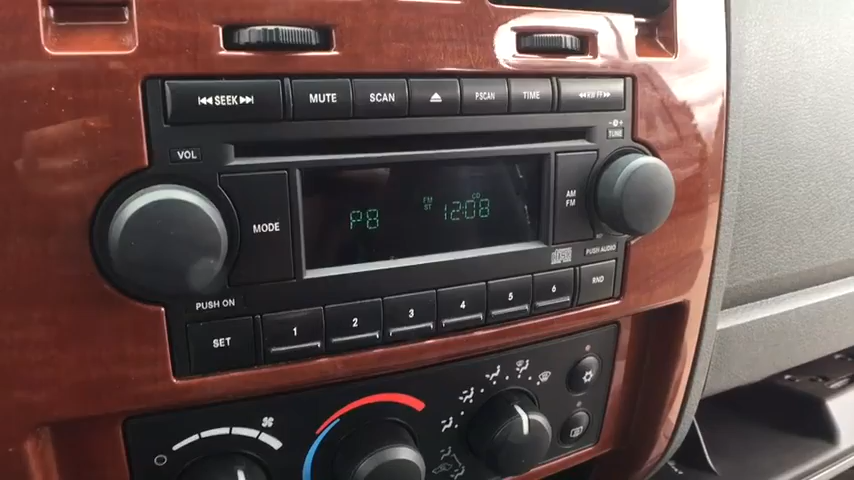 SEEK
MUTE
SCAN
PSCAN
TIME
RW FF
VOL
TUNE
MODE
P8
FM
ST
CD
12:08
AM
FM
PUSH AUDIO
PUSH ON
RND
SET
1
2
3
4
5
6